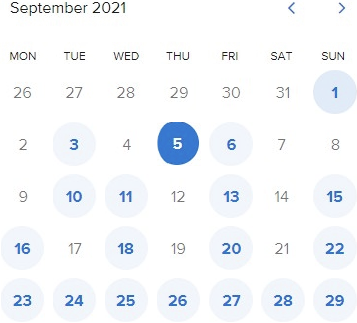 September 2021
MON TUE WED THU FRI SAT SUN
26 27 28 29 30 31 1
2 3 4 5 6 7 8
9 10 11 12 13 14 15
16 17 18 19 20 21 22
23 24 25 26 27 28 29